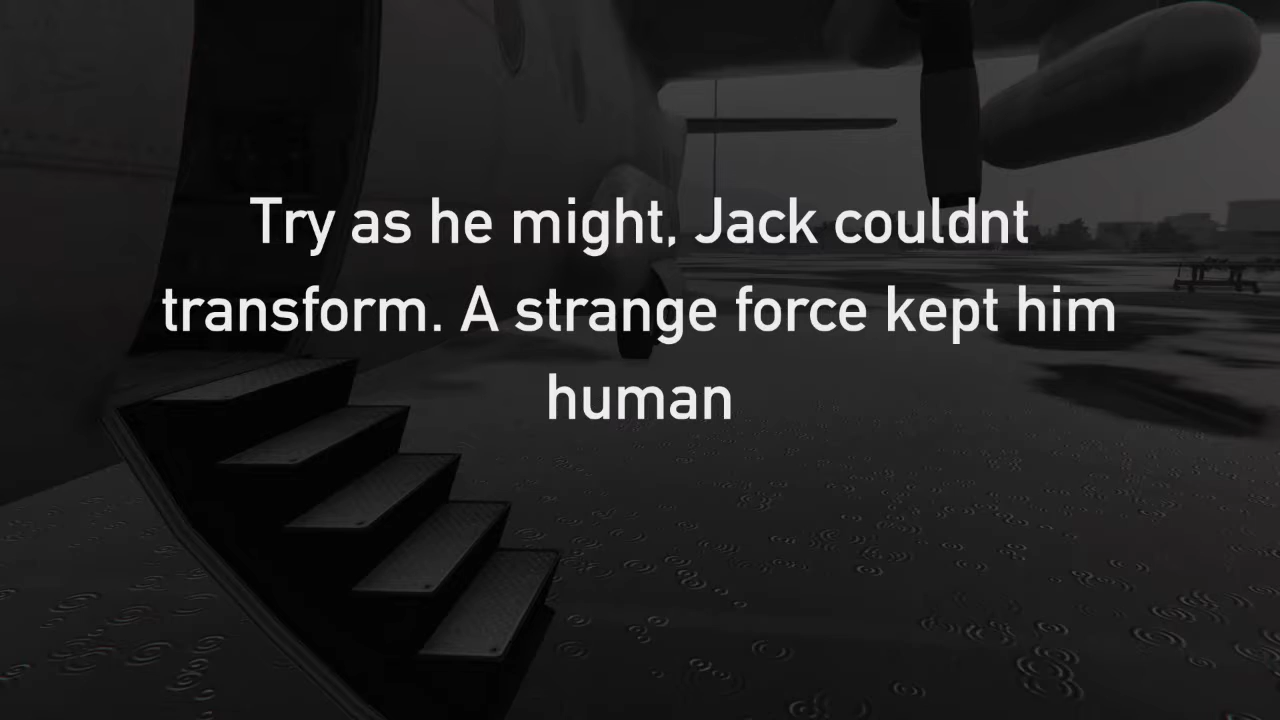 Try as he might, Jack couldnt
transform. A strange force kept him
human